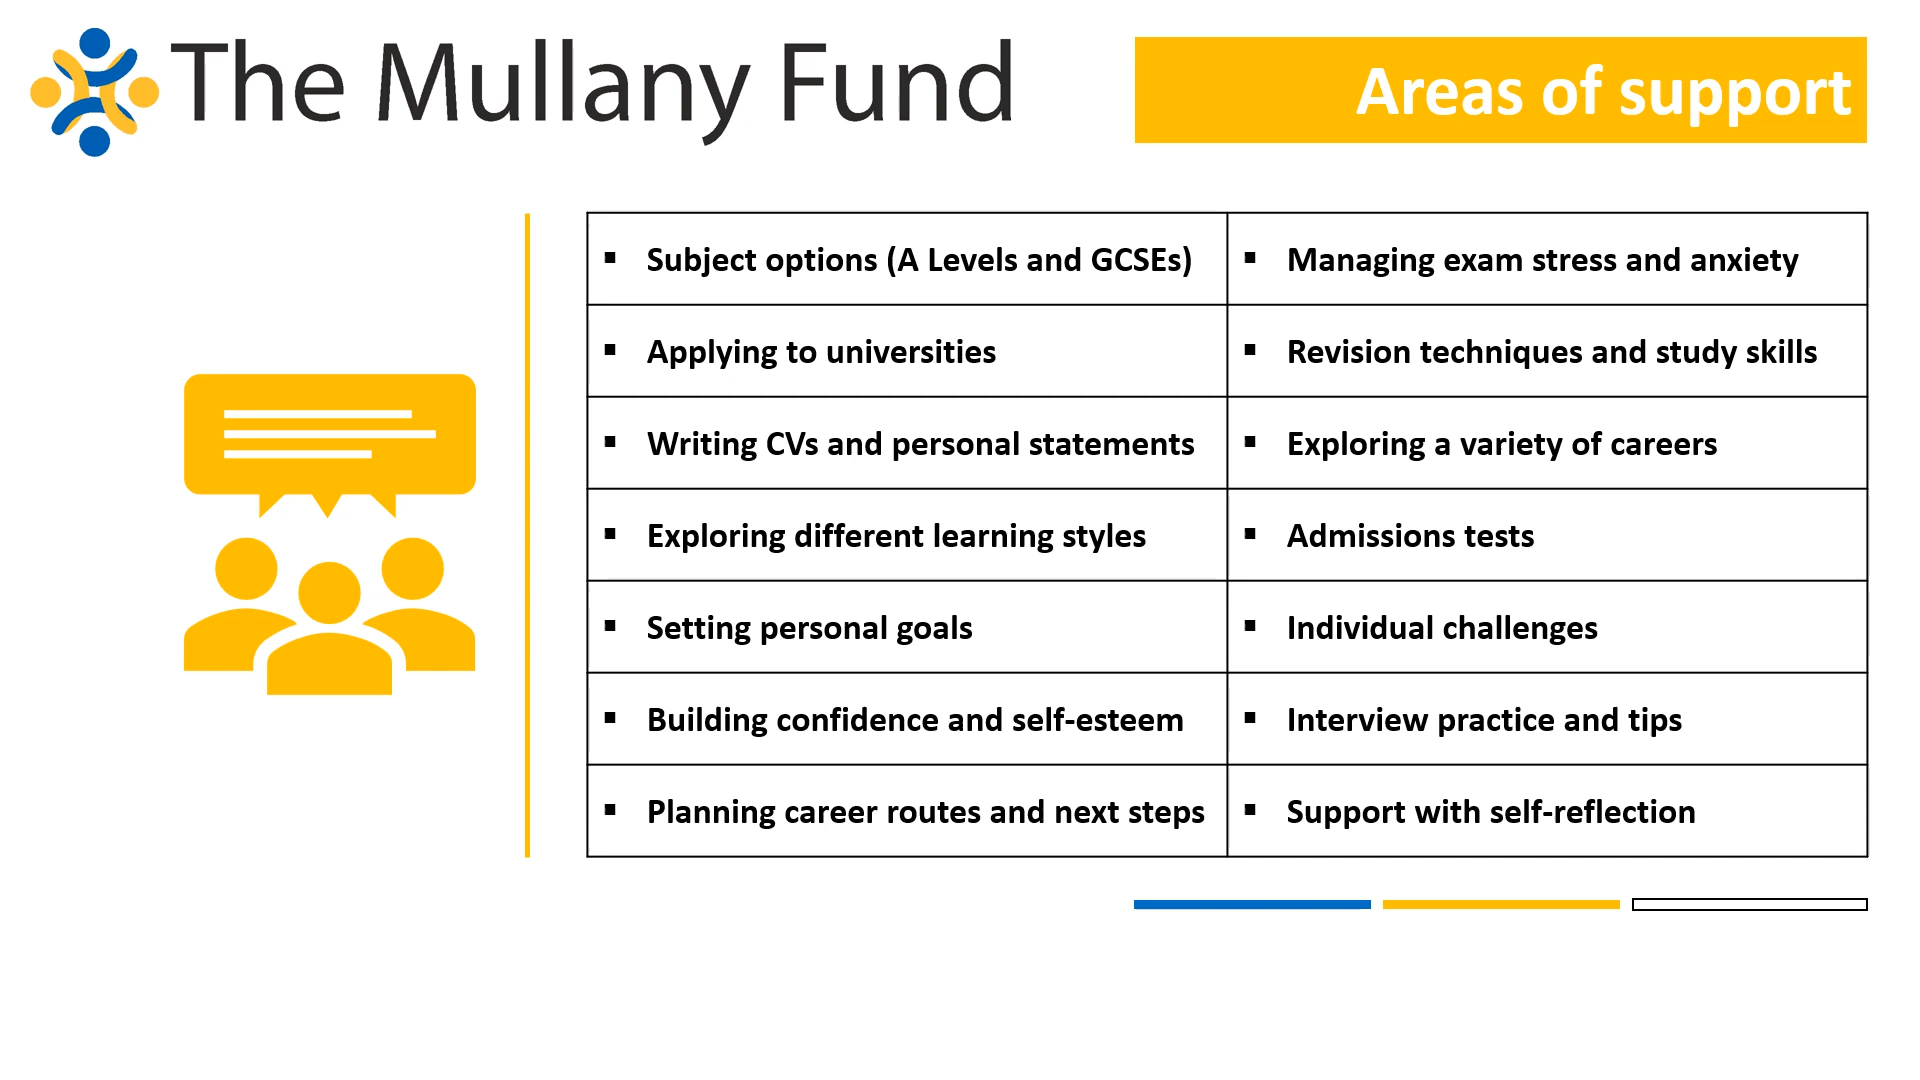 The Mullany Fund
Areas of support
▪ Subject options (A Levels and GCSEs)
▪ Managing exam stress and anxiety
▪ Applying to universities
▪ Revision techniques and study skills
▪ Writing CVs and personal statements
▪ Exploring a variety of careers
▪ Exploring different learning styles
▪ Admissions tests
▪ Setting personal goals
▪ Individual challenges
▪ Building confidence and self-esteem
▪ Interview practice and tips
▪ Planning career routes and next steps
▪ Support with self-reflection